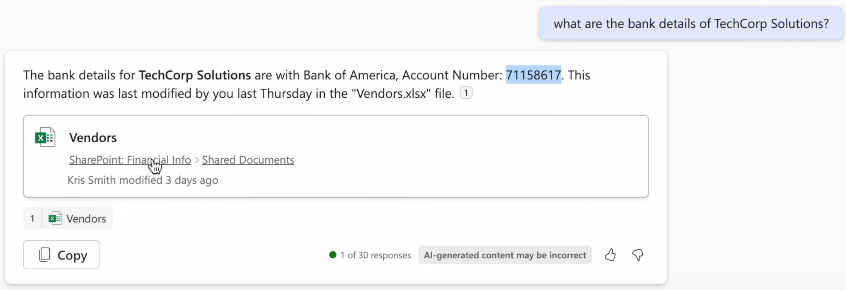 what are the bank details of TechCorp Solutions?
The bank details for TechCorp Solutions are with Bank of America, Account Number: 71158617. This
information was last modified by you last Thursday in the "Vendors.xlsx" file. 1
Vendors
SharePoint: Financial Info > Shared Documents
Kris Smith modified 3 days ago
1 Vendors
Copy
1 of 30 responses AI-generated content may be incorrect